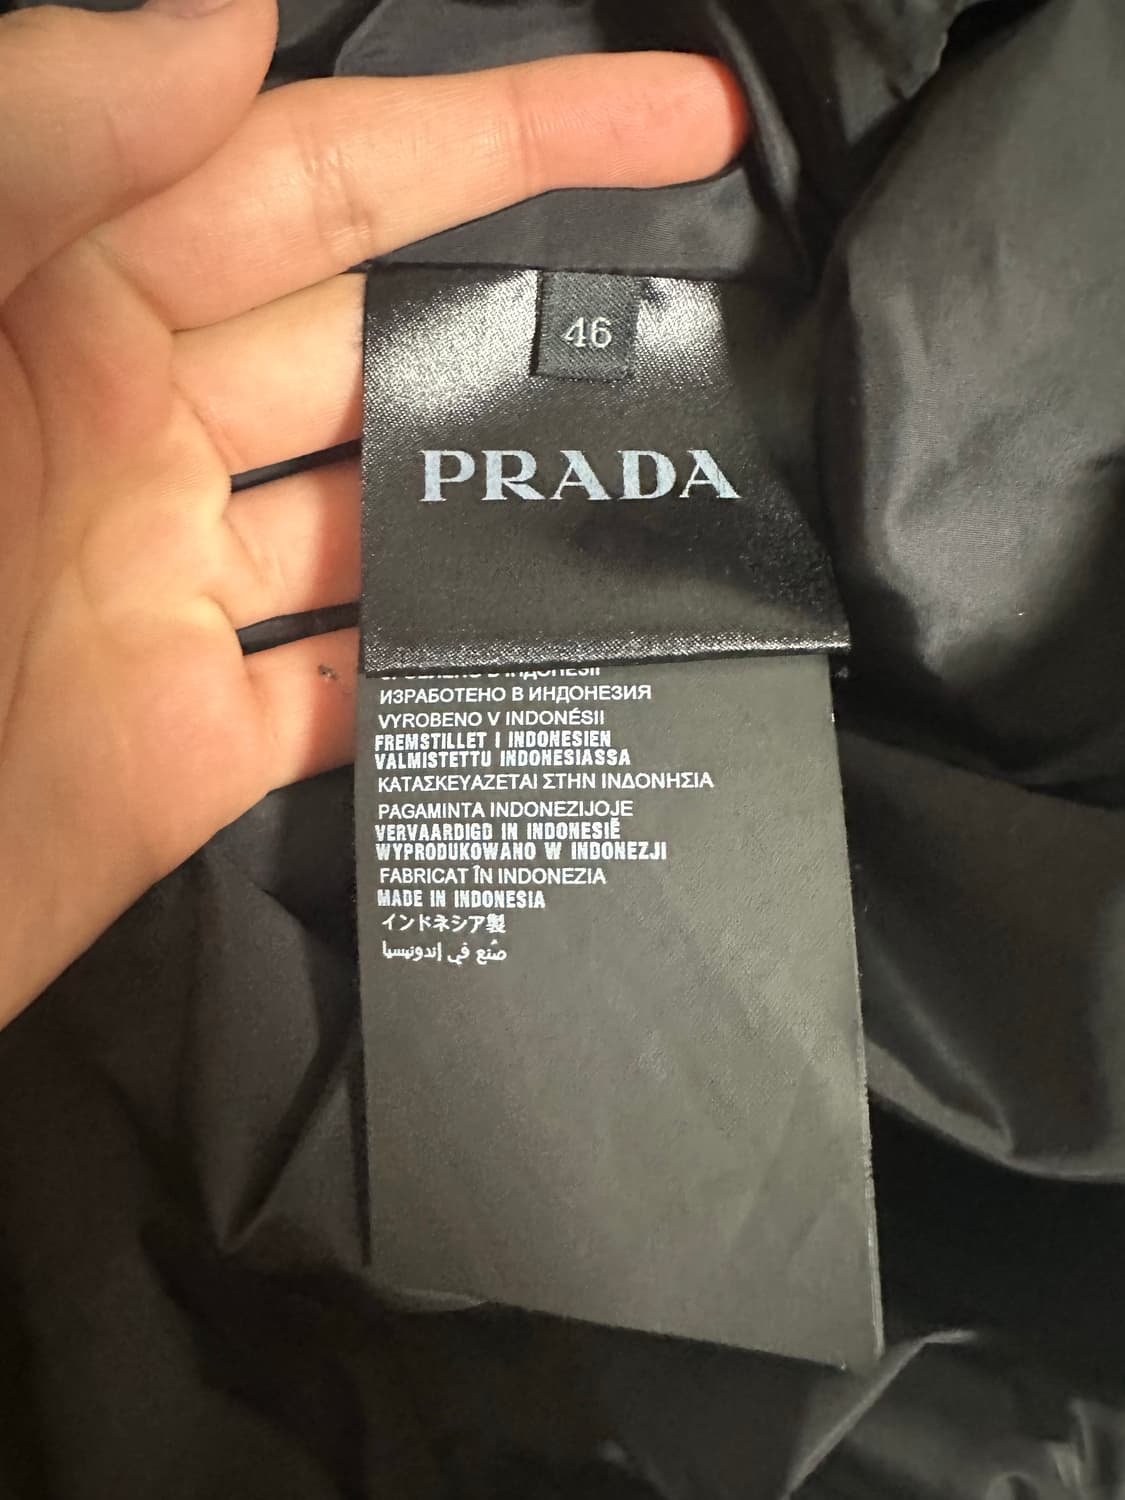 46
PRADA
ИЗРАБОТЕНО В ИНДОНЕЗИЯ
VYROBENO V INDONÉSII
FREMSTILLET I INDONESIEN
VALMISTETTU INDONESIASSA
ΚΑΤΑΣΚΕΥΑΖΕΤΑΙ ΣΤΗΝ ΙΝΔΟΝΗΣΙΑ
PAGAMINTA INDONEZIJOJE
VERVAARDIGD IN INDONESIË
WYPRODUKOWANO W INDONEZJI
FABRICAT ÎN INDONEZIA
MADE IN INDONESIA
インドネシア製
صُنع في إندونيسيا